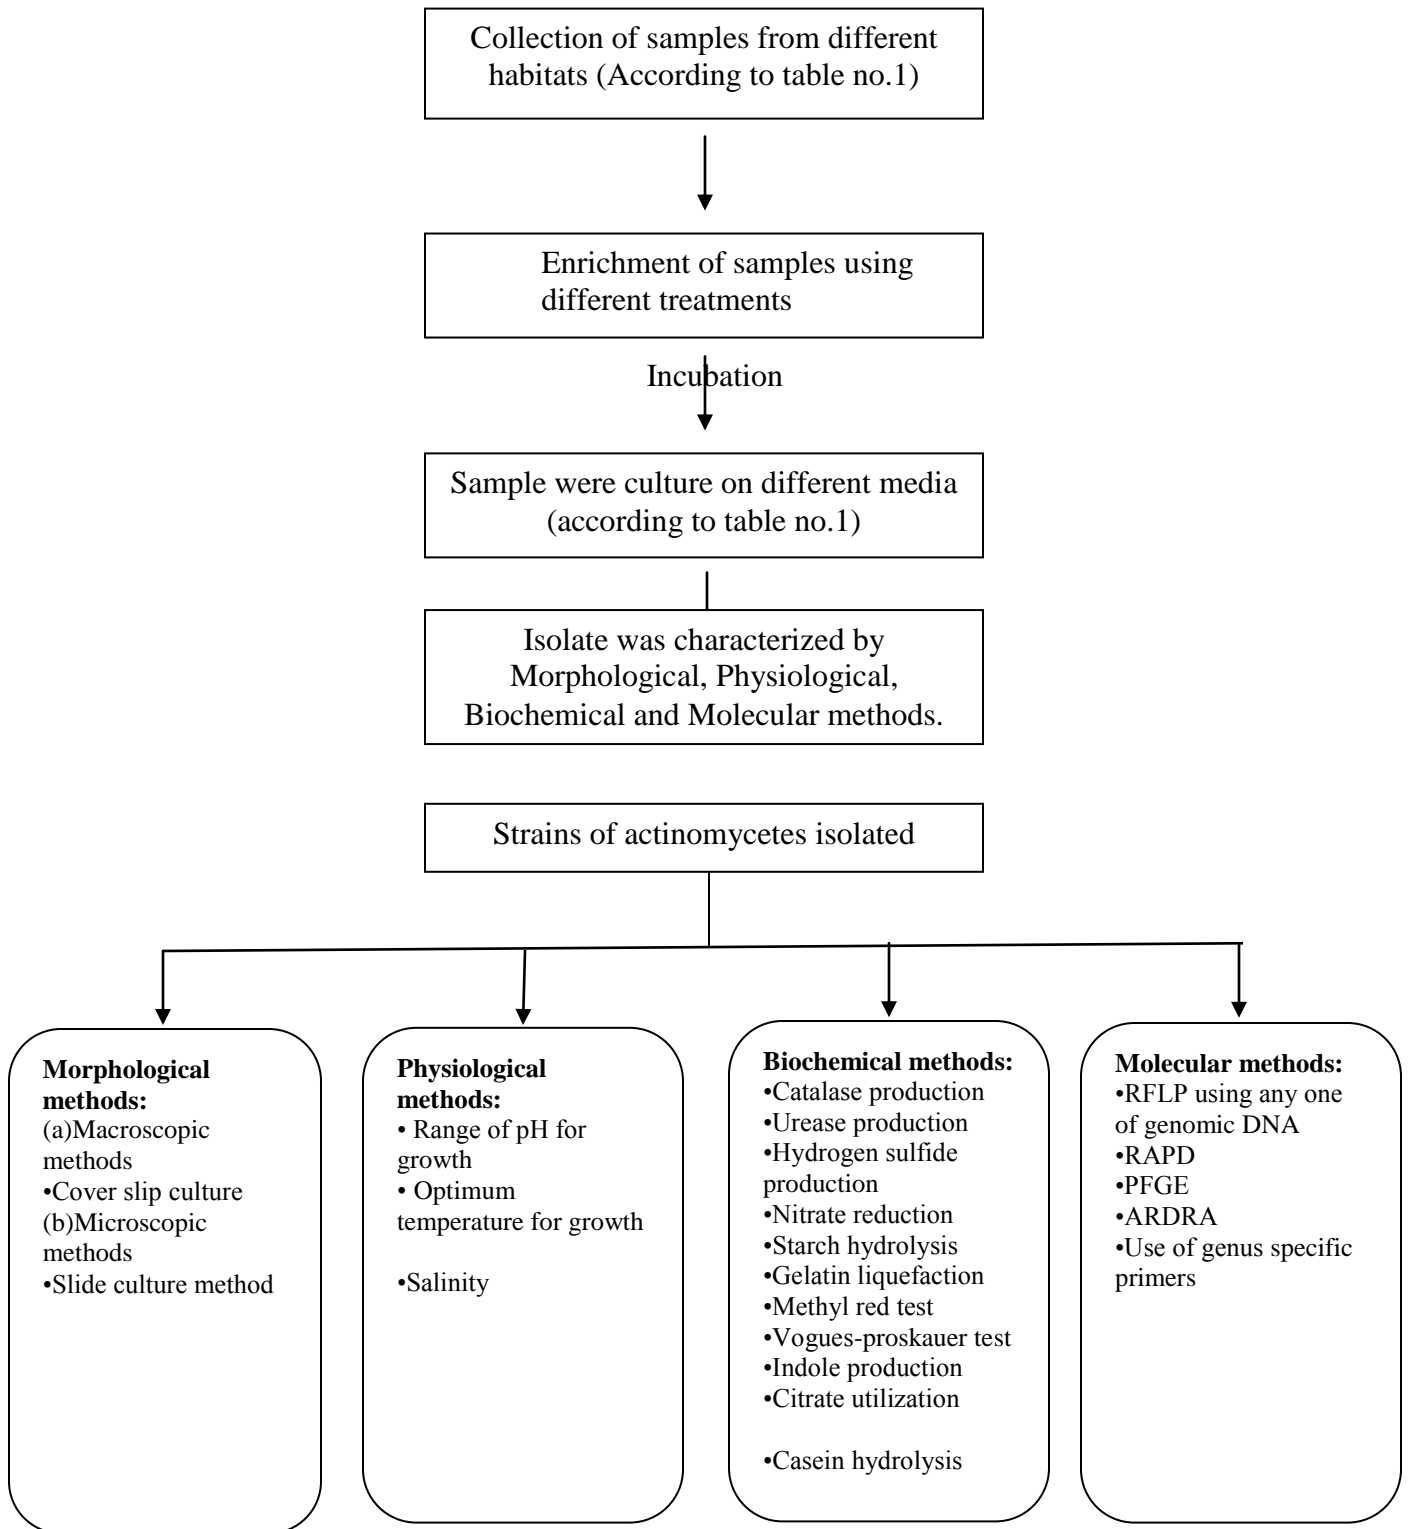 Collection of samples from different
habitats (According to table no.1)
Enrichment of samples using
different treatments
Incubation
Sample were culture on different media
(according to table no.1)
Isolate was characterized by
Morphological, Physiological,
Biochemical and Molecular methods.
Strains of actinomycetes isolated
Morphological
methods:
(a)Macroscopic
methods
•Cover slip culture
(b)Microscopic
methods
•Slide culture method
Physiological
methods:
• Range of pH for
growth
• Optimum
temperature for growth
•Salinity
Biochemical methods:
•Catalase production
•Urease production
•Hydrogen sulfide
production
•Nitrate reduction
•Starch hydrolysis
•Gelatin liquefaction
•Methyl red test
•Vogues-proskauer test
•Indole production
•Citrate utilization
•Casein hydrolysis
Molecular methods:
•RFLP using any one
of genomic DNA
•RAPD
•PFGE
•ARDRA
•Use of genus specific
primers